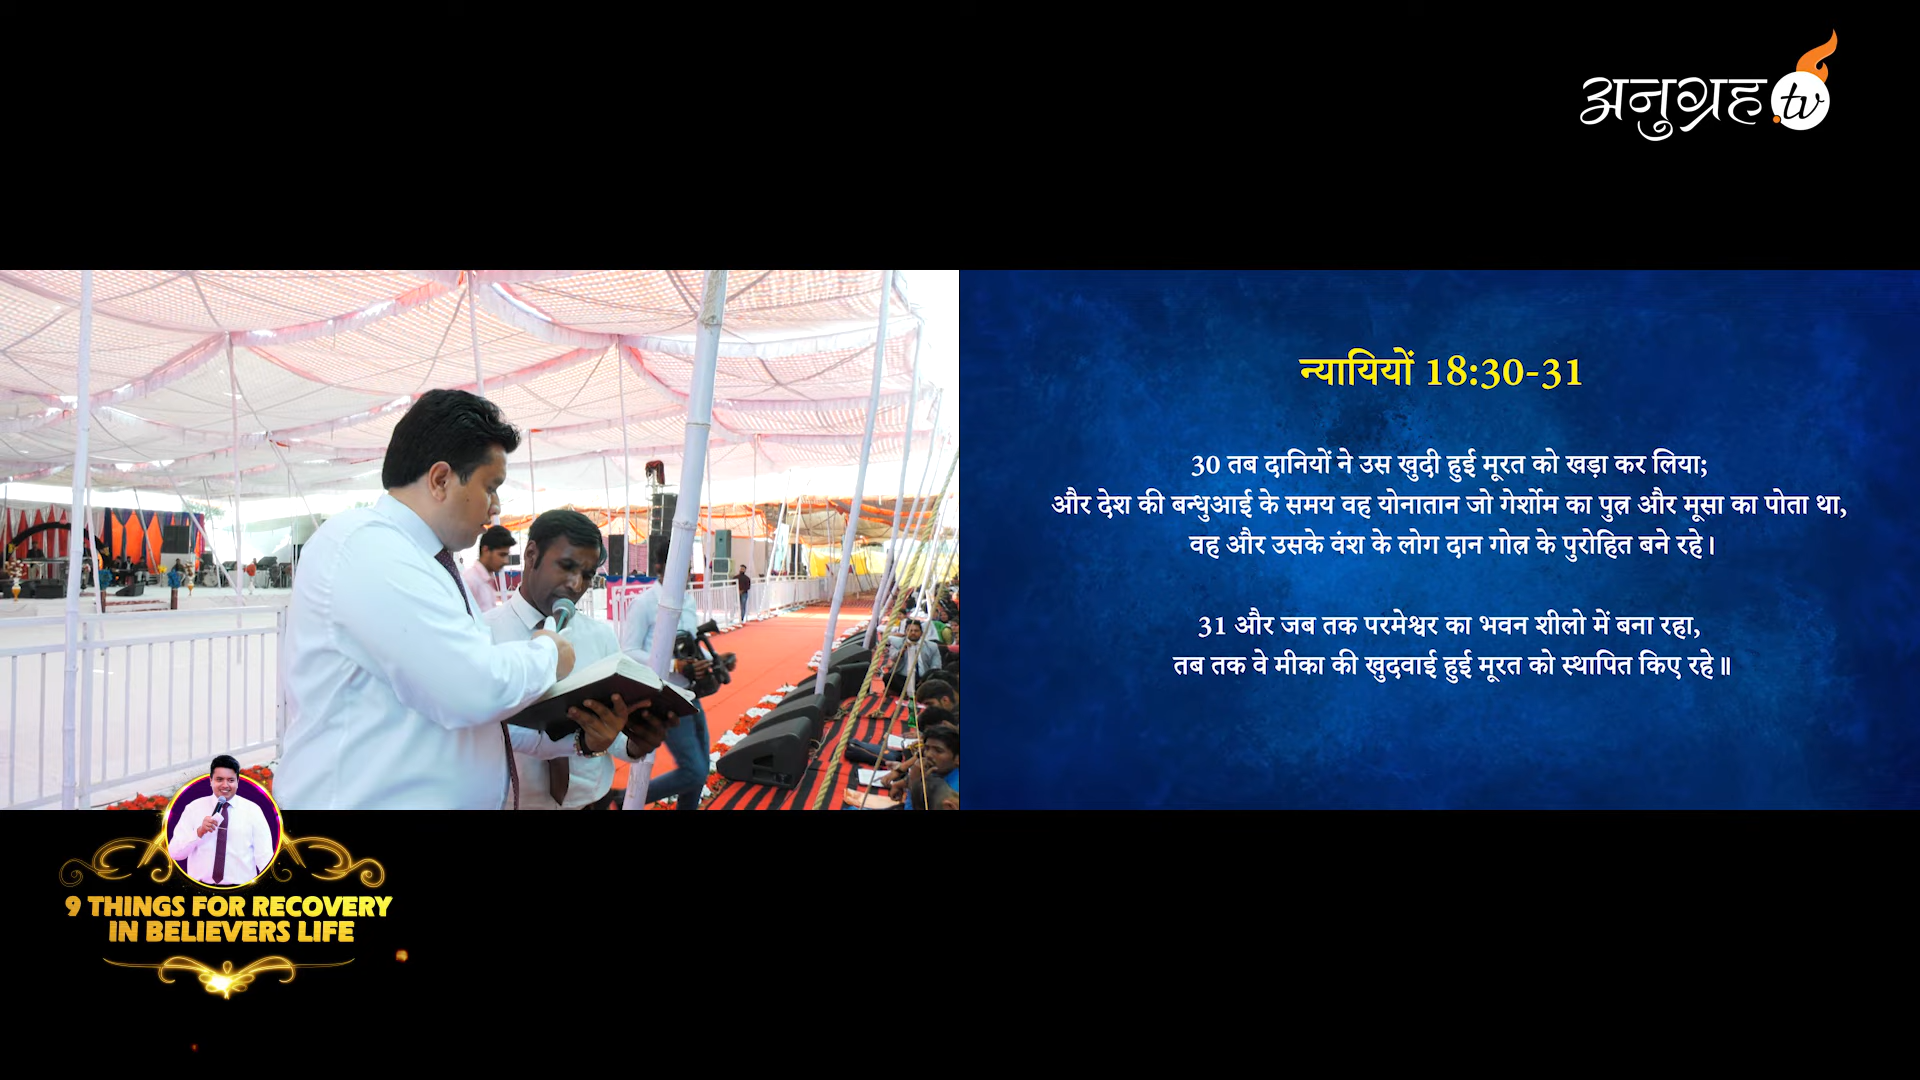 अनुग्रह.tv
न्यायियों 18:30-31
30 तब दानियों ने उस खुदी हुई मूरत को खड़ा कर लिया;
और देश की बन्धुआई के समय वह योनातान जो गेर्शोम का पुत्र और मूसा का पोता था,
वह और उसके वंश के लोग दान गोत्र के पुरोहित बने रहे।
31 और जब तक परमेश्वर का भवन शीलो में बना रहा,
तब तक वे मीका की खुदवाई हुई मूरत को स्थापित किए रहे॥
9 THINGS FOR RECOVERY
IN BELIEVERS LIFE